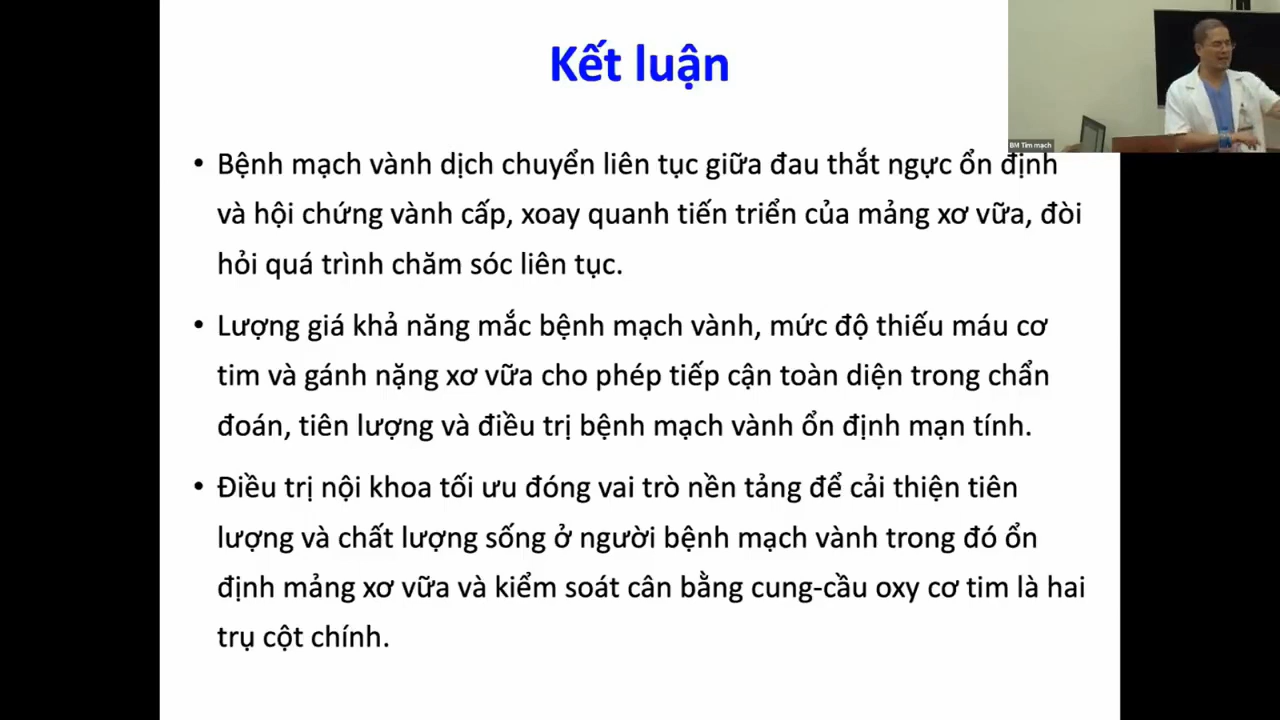 Kết luận
BM Tim mạch
• Bệnh mạch vành dịch chuyển liên tục giữa đau thắt ngực ổn định
và hội chứng vành cấp, xoay quanh tiến triển của mảng xơ vữa, đòi
hỏi quá trình chăm sóc liên tục.
• Lượng giá khả năng mắc bệnh mạch vành, mức độ thiếu máu cơ
tim và gánh nặng xơ vữa cho phép tiếp cận toàn diện trong chẩn
đoán, tiên lượng và điều trị bệnh mạch vành ổn định mạn tính.
• Điều trị nội khoa tối ưu đóng vai trò nền tảng để cải thiện tiên
lượng và chất lượng sống ở người bệnh mạch vành trong đó ổn
định mảng xơ vữa và kiểm soát cân bằng cung-cầu oxy cơ tim là hai
trụ cột chính.